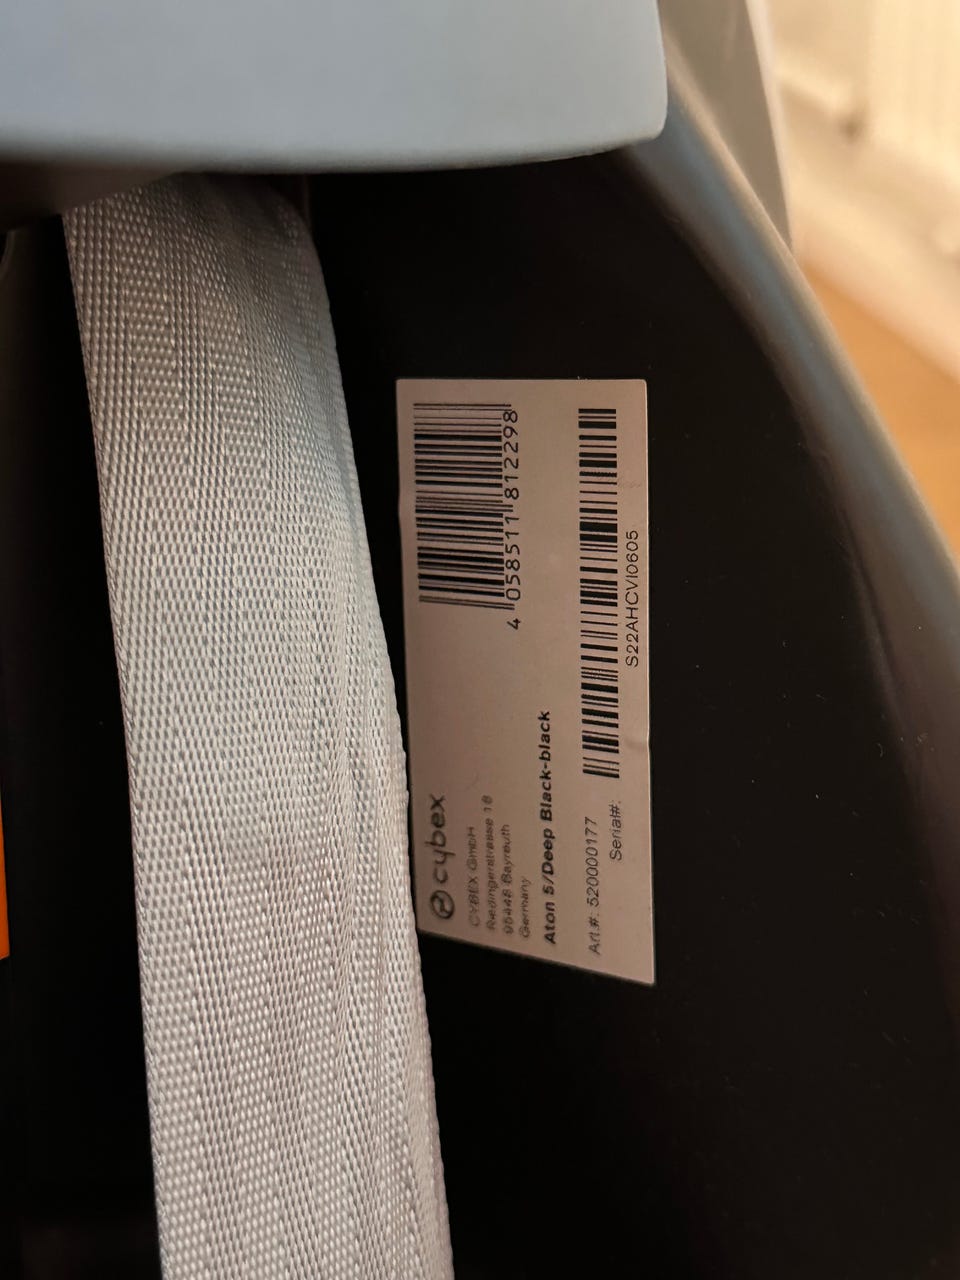 cybex
CYBEX GmbH
Riedingerstrasse 18
95448 Bayreuth
Germany
4 058511 812298
Aton 5/Deep Black-black
Art.#: 520000177
Serial#:
S22AHCVI0605